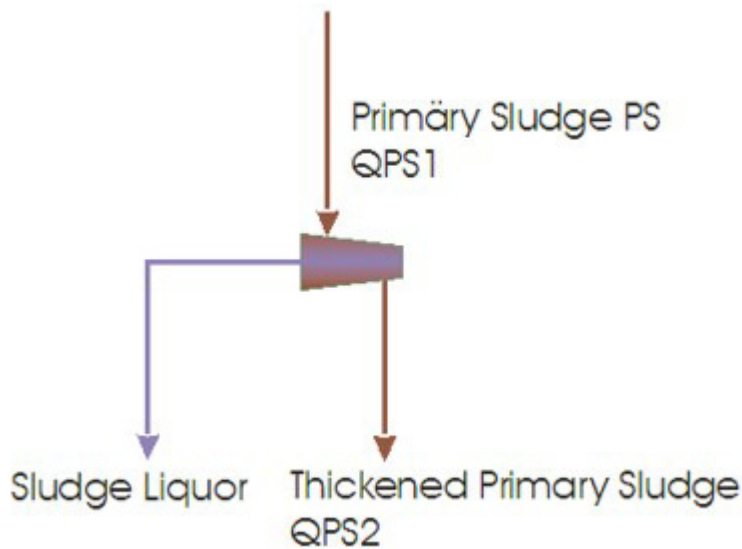 Primäry Sludge PS
QPS1
Sludge Liquor
Thickened Primary Sludge
QPS2